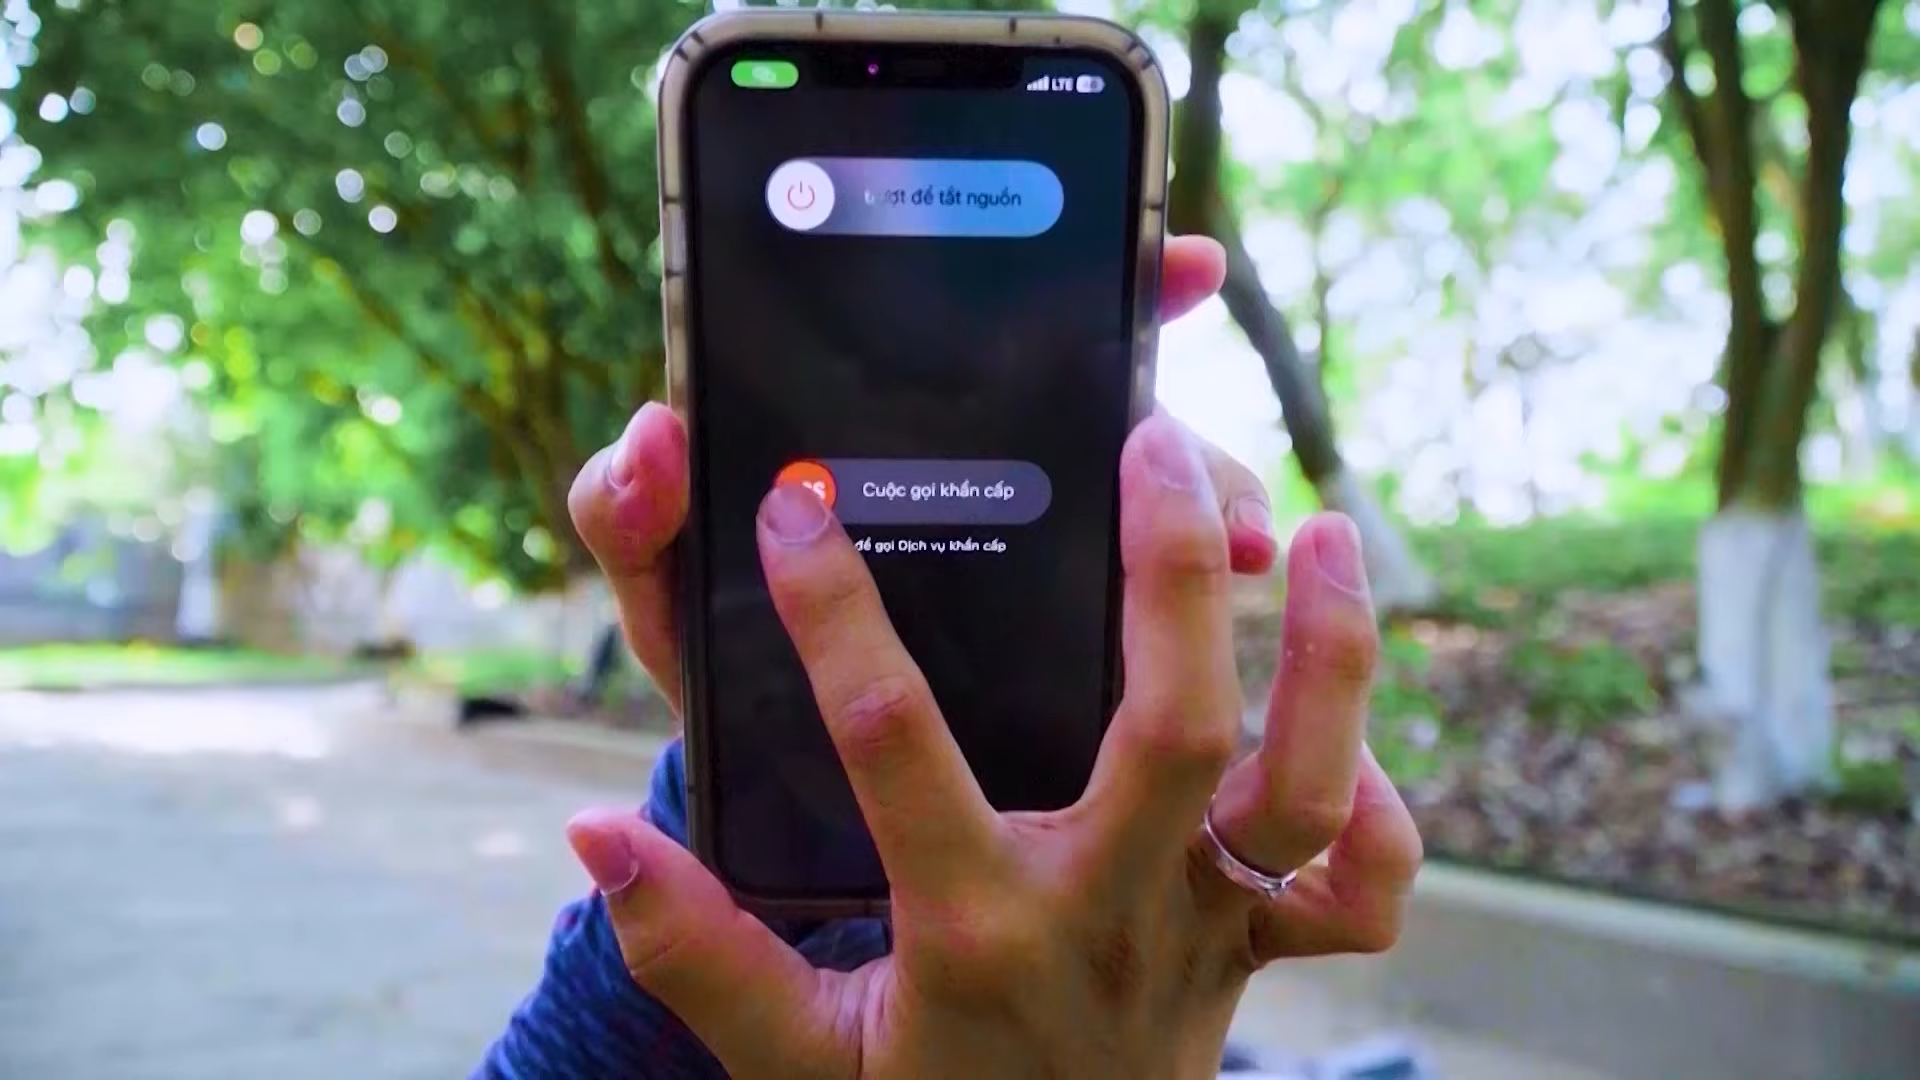 LTE
để tắt nguồn
Cuộc gọi khẩn cấp
để gọi Dịch vụ khẩn cấp